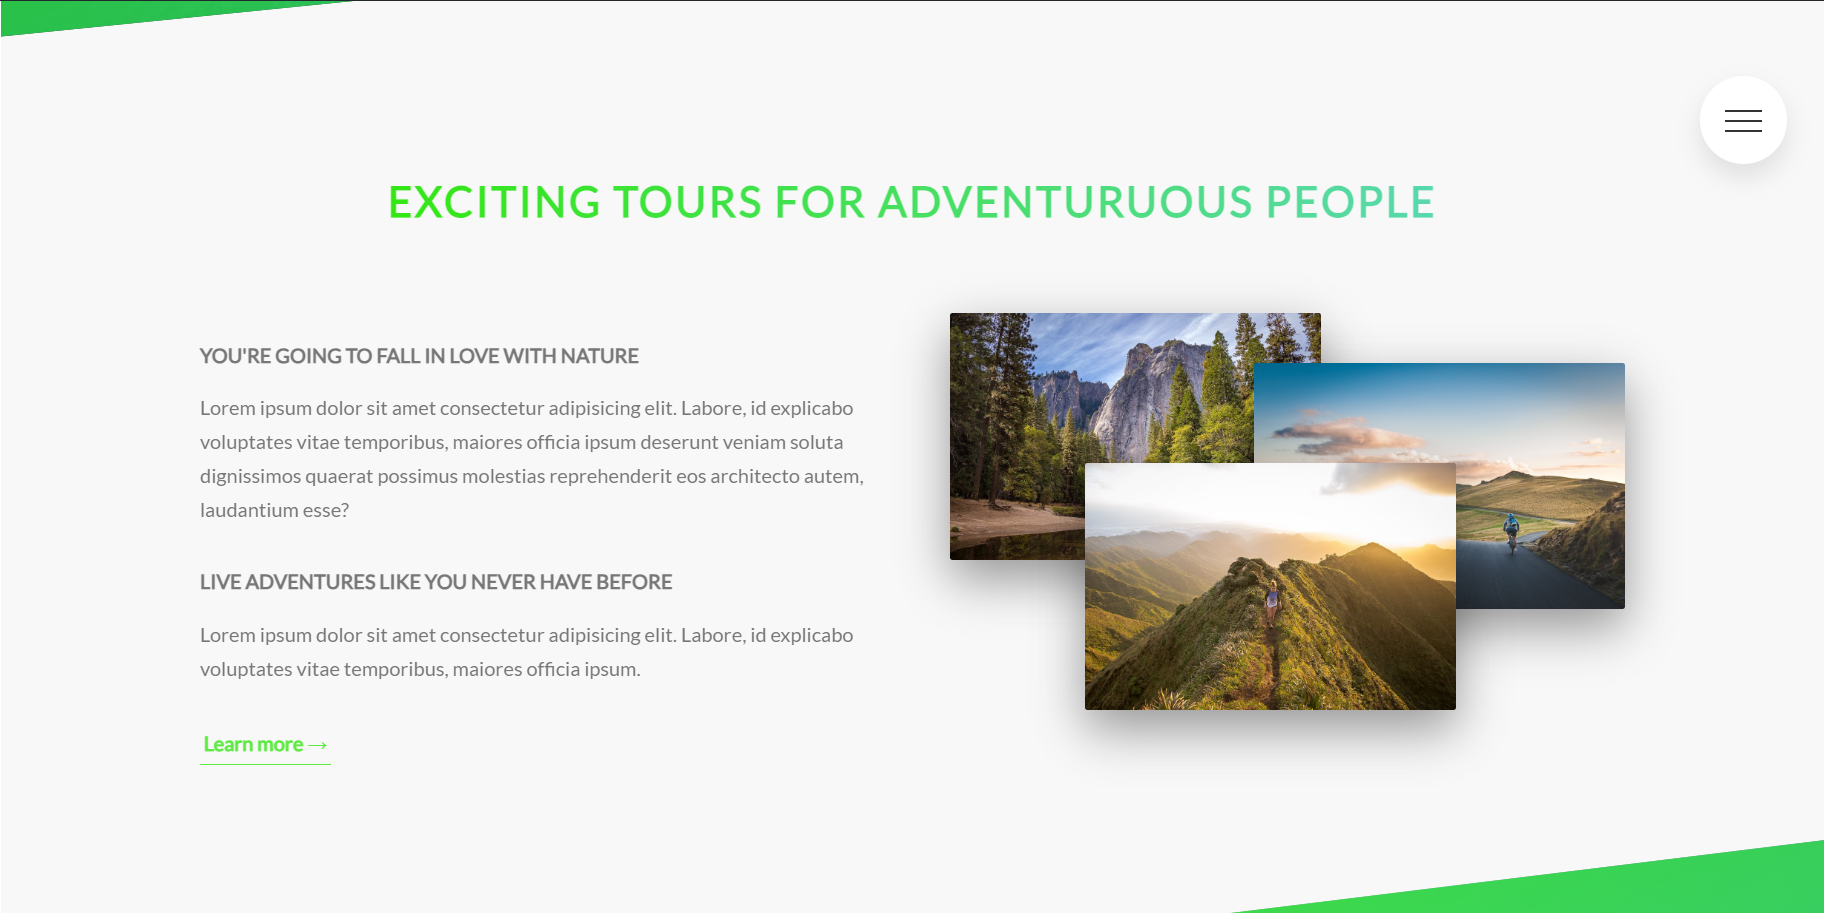 EXCITING TOURS FOR ADVENTURUOUS PEOPLE
YOU'RE GOING TO FALL IN LOVE WITH NATURE
Lorem ipsum dolor sit amet consectetur adipisicing elit. Labore, id explicabo
voluptates vitae temporibus, maiores officia ipsum deserunt veniam soluta
dignissimos quaerat possimus molestias reprehenderit eos architecto autem,
laudantium esse?
LIVE ADVENTURES LIKE YOU NEVER HAVE BEFORE
Lorem ipsum dolor sit amet consectetur adipisicing elit. Labore, id explicabo
voluptates vitae temporibus, maiores officia ipsum.
Learn more →